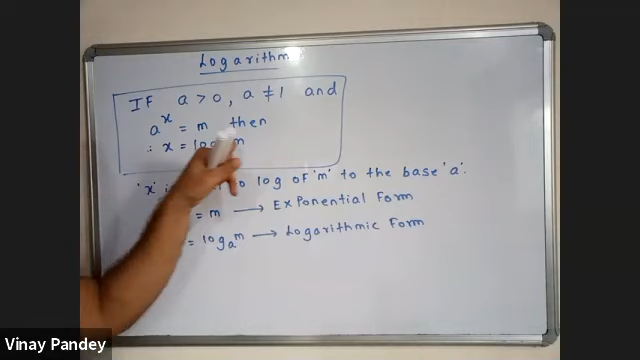 Logarithm
IF a > 0, a ≠ 1 and
a^x = m then
∴ x = log m
'x' is to log of 'm' to the base 'a'.
= m → Exponential Form
= log_a m → Logarithmic Form
Vinay Pandey